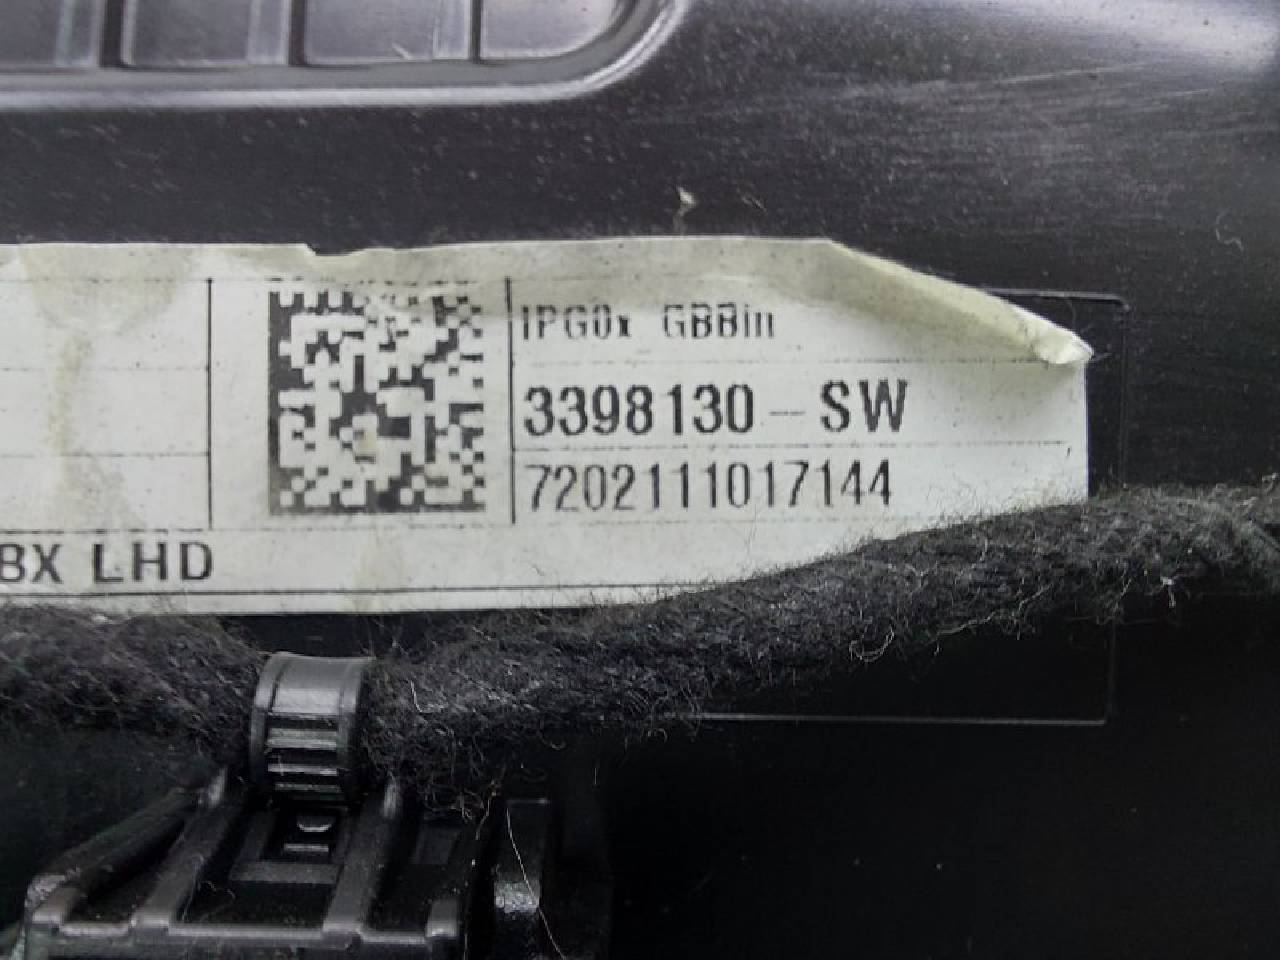 IPG0x GBBin
3398130-SW
7202111017144
BX LHD